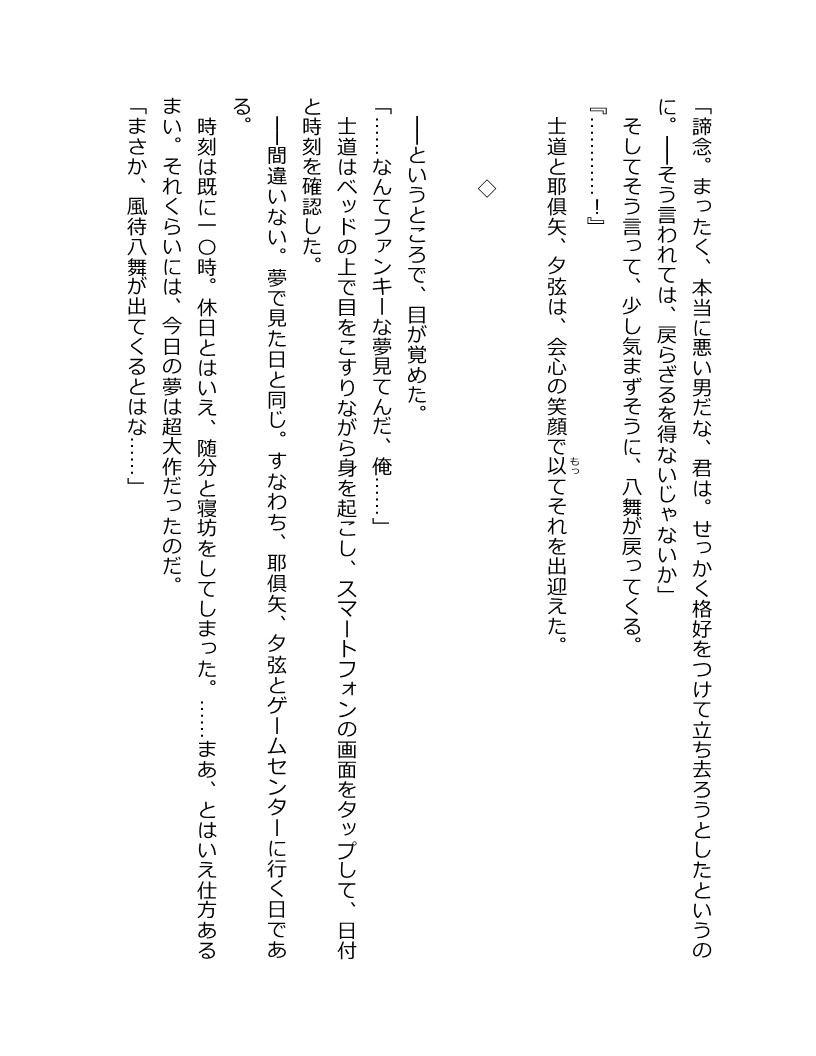 「諦念。まったく、本当に悪い男だな、君は。せっかく格好をつけて立ち去ろうとしたというの
に。――そう言われては、戻らざるを得ないじゃないか」
　そしてそう言って、少し気まずそうに、八舞が戻ってくる。
『…………！』
　士道と耶倶矢、夕弦は、会心の笑顔で以てそれを出迎えた。
もっ
◇
　――というところで、目が覚めた。
「……なんてファンキーな夢見てんだ、俺……」
　士道はベッドの上で目をこすりながら身を起こし、スマートフォンの画面をタップして、日付
と時刻を確認した。
　――間違いない。夢で見た日と同じ。すなわち、耶倶矢、夕弦とゲームセンターに行く日であ
る。
　時刻は既に一〇時。休日とはいえ、随分と寝坊をしてしまった。……まあ、とはいえ仕方ある
まい。それくらいには、今日の夢は超大作だったのだ。
「まさか、風待八舞が出てくるとはな……」